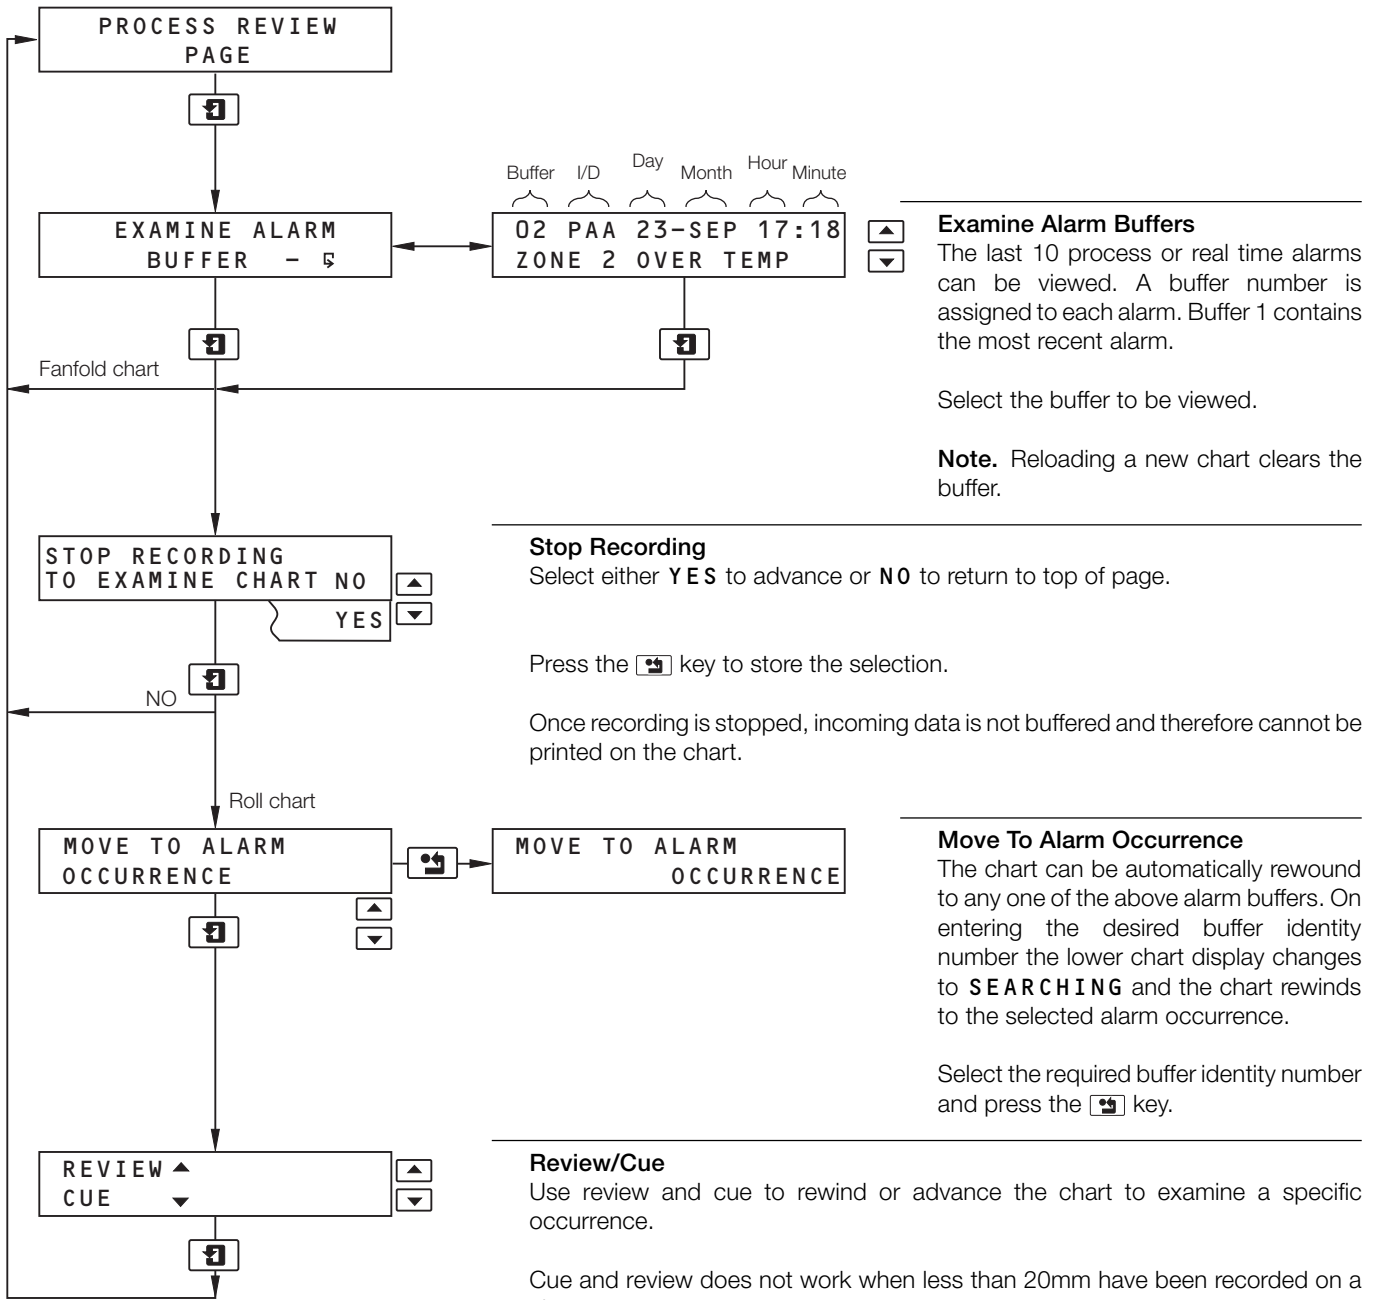 PROCESS REVIEW
PAGE
Buffer I/D Day Month Hour Minute
EXAMINE ALARM
BUFFER –
02 PAA 23-SEP 17:18
ZONE 2 OVER TEMP
Examine Alarm Buffers
The last 10 process or real time alarms
can be viewed. A buffer number is
assigned to each alarm. Buffer 1 contains
the most recent alarm.
Select the buffer to be viewed.
Note. Reloading a new chart clears the
buffer.
Fanfold chart
STOP RECORDING
TO EXAMINE CHART NO
YES
NO
Stop Recording
Select either YES to advance or NO to return to top of page.
Press the key to store the selection.
Once recording is stopped, incoming data is not buffered and therefore cannot be
printed on the chart.
Roll chart
MOVE TO ALARM
OCCURRENCE
MOVE TO ALARM
OCCURRENCE
Move To Alarm Occurrence
The chart can be automatically rewound
to any one of the above alarm buffers. On
entering the desired buffer identity
number the lower chart display changes
to SEARCHING and the chart rewinds
to the selected alarm occurrence.
Select the required buffer identity number
and press the key.
REVIEW ▲
CUE ▼
Review/Cue
Use review and cue to rewind or advance the chart to examine a specific
occurrence.
Cue and review does not work when less than 20mm have been recorded on a